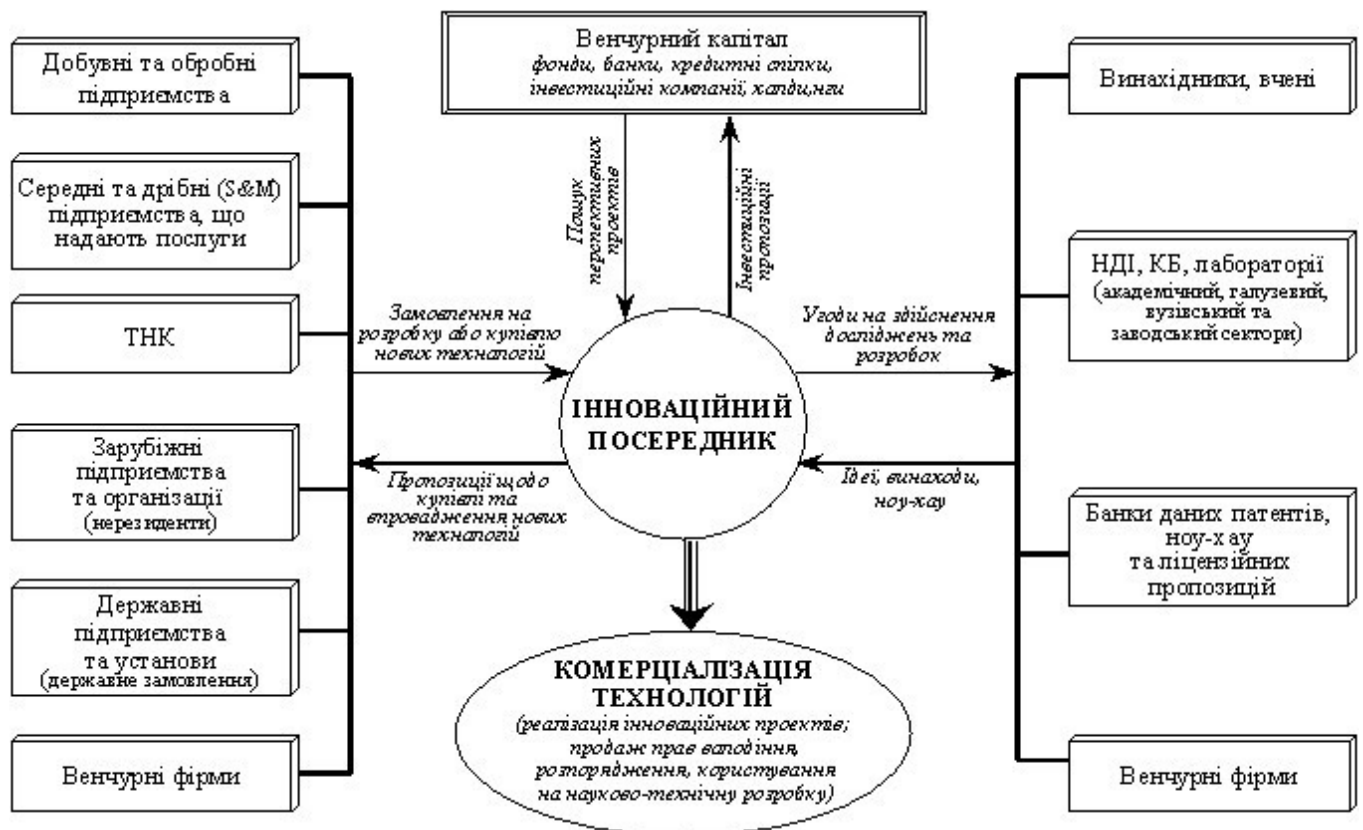 Добувні та обробні
підприємства
Середні та дрібні (S&M)
підприємства, що
надають послуги
ТНК
Зарубіжні
підприємства
та організації
(нерезиденти)
Державні
підприємства
та установи
(державне замовлення)
Венчурні фірми
Венчурний капітал
фонди, банки, кредитні спілки,
інвестиційні компанії, халди,нги
Пошук
перспективних
проектів
Інвестиційні
пропозиції
Замовлення на
розробку або купівлю
нових техналогій
Угоди на здійснення
досліджень та
розробок
ІННОВАЦІЙНИЙ
ПОСЕРЕДНИК
Пропозиції щодо
купівлі та
впровадження нових
техналогій
Ідеї, винаходи,
ноу-хау
КОМЕРЦІАЛІЗАЦІЯ
ТЕХНОЛОГІЙ
(реалізація інноваційних проектів;
продаж прав валодіння,
розпорядження, користування
на науково-технічну розробку)
Винахідники, вчені
НДІ, КБ, лабораторії
(академічний, галузевий,
вузівський та
заводський сектори)
Банки даних патентів,
ноу-хау
та ліцензійних
пропозицій
Венчурні фірми